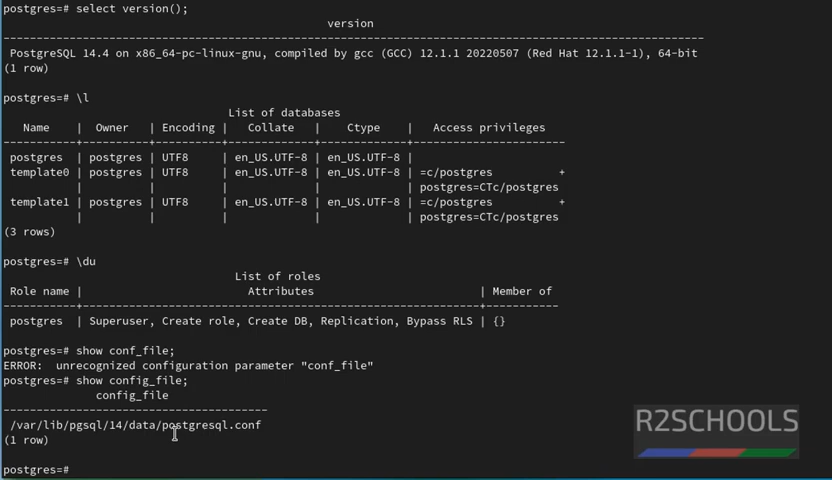 postgres=# select version();
version
--------------------------------------------------------------------------------------------------------
PostgreSQL 14.4 on x86_64-pc-linux-gnu, compiled by gcc (GCC) 12.1.1 20220507 (Red Hat 12.1.1-1), 64-bit
(1 row)
postgres=# \l
List of databases
Name | Owner | Encoding | Collate | Ctype | Access privileges
-----------+----------+----------+-------------+-------------+-----------------------
postgres | postgres | UTF8 | en_US.UTF-8 | en_US.UTF-8 |
template0 | postgres | UTF8 | en_US.UTF-8 | en_US.UTF-8 | =c/postgres +
| | | | | postgres=CTc/postgres
template1 | postgres | UTF8 | en_US.UTF-8 | en_US.UTF-8 | =c/postgres +
| | | | | postgres=CTc/postgres
(3 rows)
postgres=# \du
List of roles
Role name | Attributes | Member of
-----------+------------------------------------------------------------+-----------
postgres | Superuser, Create role, Create DB, Replication, Bypass RLS | {}
postgres=# show conf_file;
ERROR: unrecognized configuration parameter "conf_file"
postgres=# show config_file;
config_file
----------------------------------------
/var/lib/pgsql/14/data/postgresql.conf
(1 row)
postgres=#
R2SCHOOLS